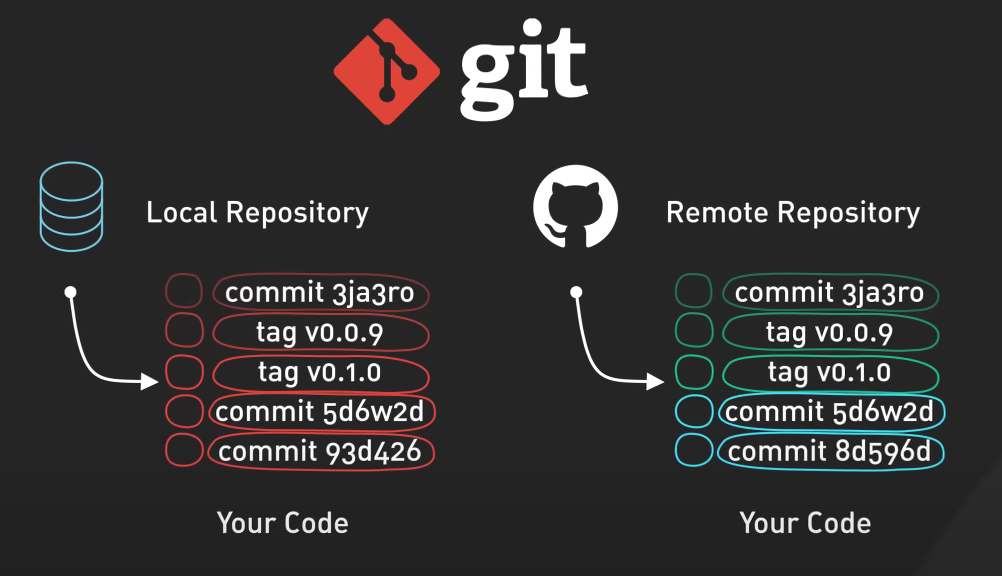 git
Local Repository
commit 3ja3ro
tag v0.0.9
tag v0.1.0
commit 5d6w2d
commit 93d426
Your Code
Remote Repository
commit 3ja3ro
tag v0.0.9
tag v0.1.0
commit 5d6w2d
commit 8d596d
Your Code